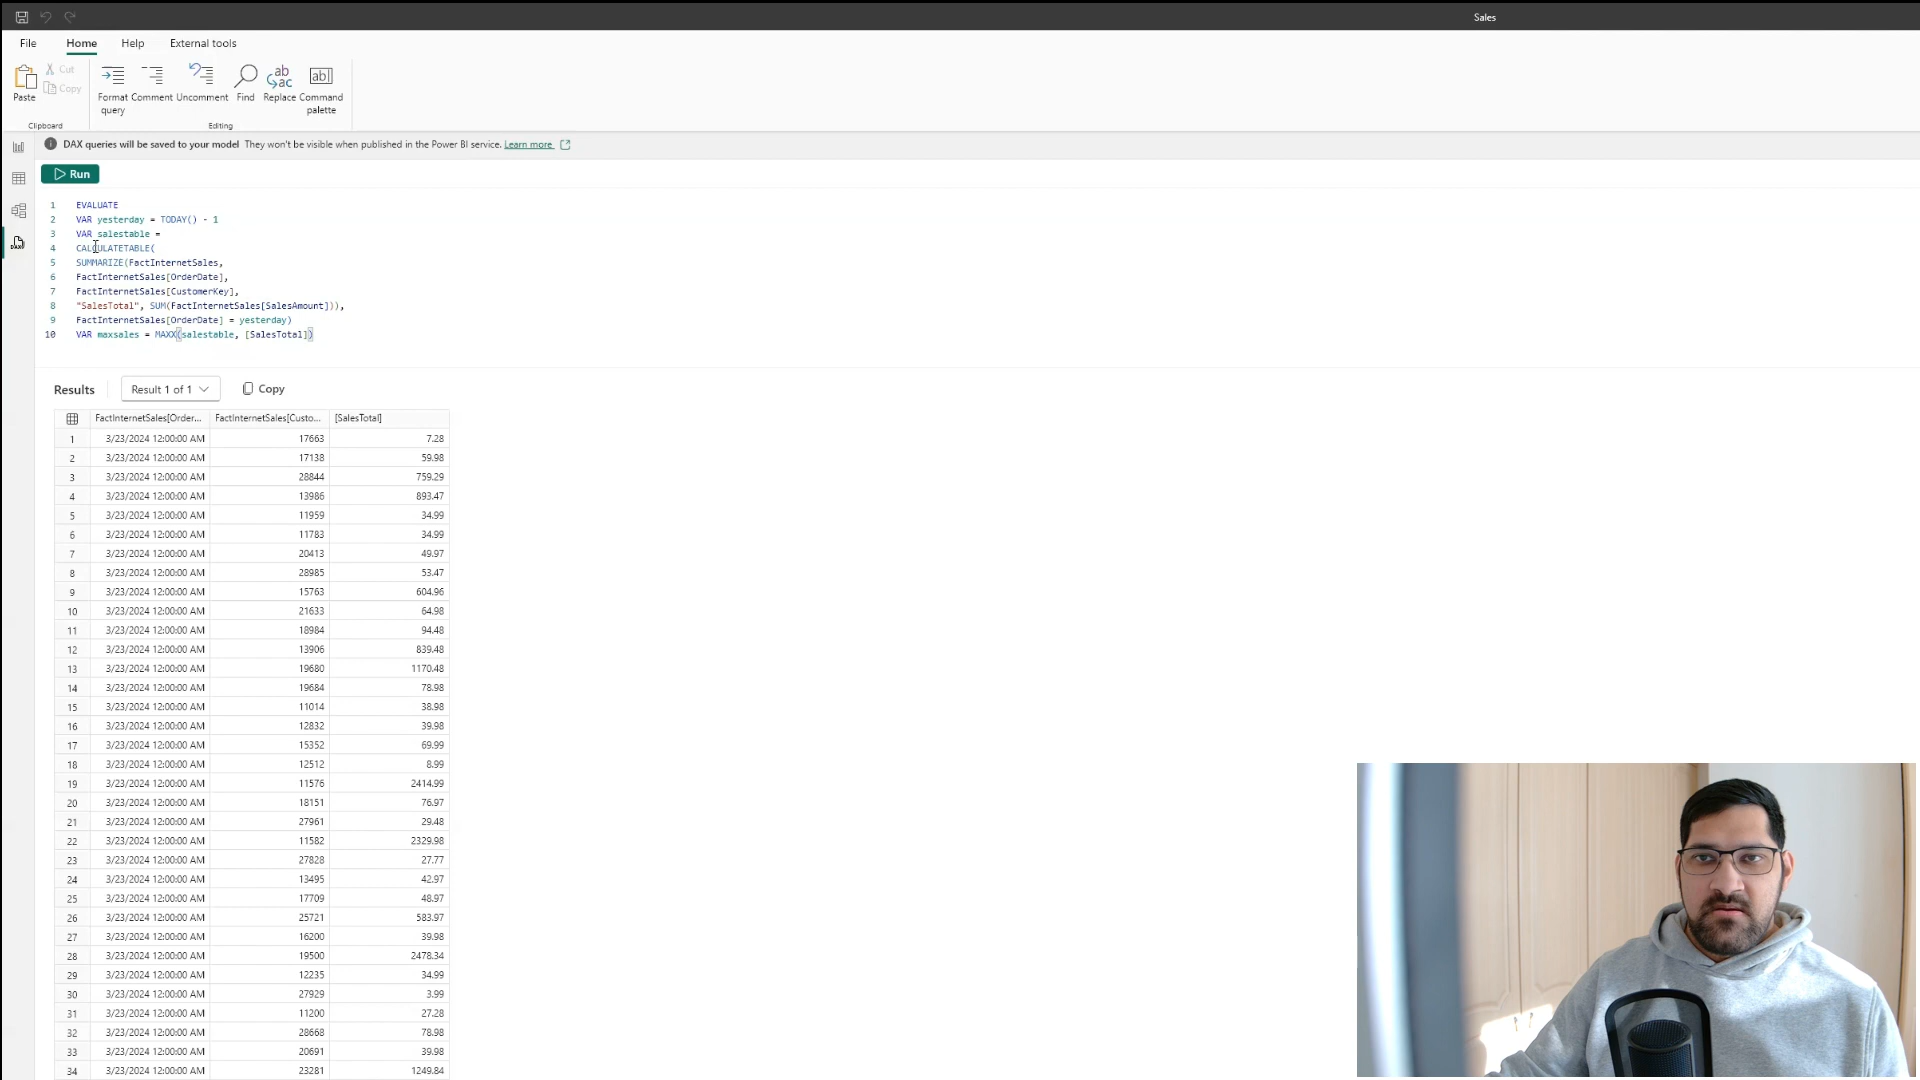 Sales
File Home Help External tools
Paste Cut Copy Format query Comment Uncomment Find ab ac Replace ab Command palette
Clipboard Editing
DAX queries will be saved to your model They won't be visible when published in the Power BI service. Learn more
Run
1 EVALUATE
2 VAR yesterday = TODAY() - 1
3 VAR salestable =
4 CALCULATETABLE(
5 SUMMARIZE(FactInternetSales,
6 FactInternetSales[OrderDate],
7 FactInternetSales[CustomerKey],
8 "SalesTotal", SUM(FactInternetSales[SalesAmount])),
9 FactInternetSales[OrderDate] = yesterday)
10 VAR maxsales = MAXX(salestable, [SalesTotal])
Results Result 1 of 1 Copy
FactInternetSales[Order... FactInternetSales[Custo... [SalesTotal]
1 3/23/2024 12:00:00 AM 17663 7.28
2 3/23/2024 12:00:00 AM 17138 59.98
3 3/23/2024 12:00:00 AM 28844 759.29
4 3/23/2024 12:00:00 AM 13986 893.47
5 3/23/2024 12:00:00 AM 11959 34.99
6 3/23/2024 12:00:00 AM 11783 34.99
7 3/23/2024 12:00:00 AM 20413 49.97
8 3/23/2024 12:00:00 AM 28985 53.47
9 3/23/2024 12:00:00 AM 15763 604.96
10 3/23/2024 12:00:00 AM 21633 64.98
11 3/23/2024 12:00:00 AM 18984 94.48
12 3/23/2024 12:00:00 AM 13906 839.48
13 3/23/2024 12:00:00 AM 19680 1170.48
14 3/23/2024 12:00:00 AM 19684 78.98
15 3/23/2024 12:00:00 AM 11014 38.98
16 3/23/2024 12:00:00 AM 12832 39.98
17 3/23/2024 12:00:00 AM 15352 69.99
18 3/23/2024 12:00:00 AM 12512 8.99
19 3/23/2024 12:00:00 AM 11576 2414.99
20 3/23/2024 12:00:00 AM 18151 76.97
21 3/23/2024 12:00:00 AM 27961 29.48
22 3/23/2024 12:00:00 AM 11582 2329.98
23 3/23/2024 12:00:00 AM 27828 27.77
24 3/23/2024 12:00:00 AM 13495 42.97
25 3/23/2024 12:00:00 AM 17709 48.97
26 3/23/2024 12:00:00 AM 25721 583.97
27 3/23/2024 12:00:00 AM 16200 39.98
28 3/23/2024 12:00:00 AM 19500 2478.34
29 3/23/2024 12:00:00 AM 12235 34.99
30 3/23/2024 12:00:00 AM 27929 3.99
31 3/23/2024 12:00:00 AM 11200 27.28
32 3/23/2024 12:00:00 AM 28668 78.98
33 3/23/2024 12:00:00 AM 20691 39.98
34 3/23/2024 12:00:00 AM 23281 1249.84